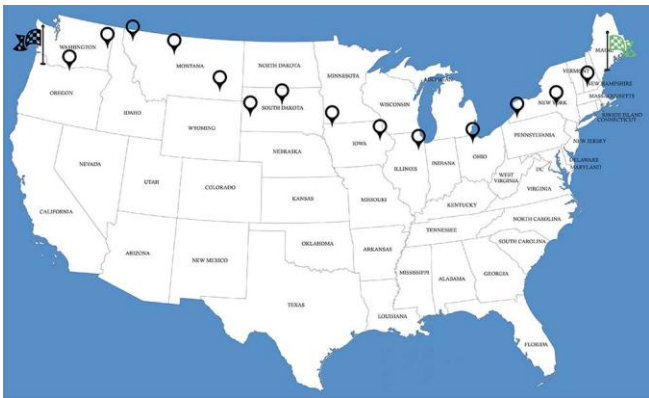 WASHINGTON
OREGON
IDAHO
MONTANA
NORTH DAKOTA
SOUTH DAKOTA
WYOMING
NEBRASKA
NEVADA
UTAH
COLORADO
KANSAS
CALIFORNIA
ARIZONA
NEW MEXICO
OKLAHOMA
TEXAS
MINNESOTA
WISCONSIN
MICHIGAN
IOWA
ILLINOIS
INDIANA
OHIO
MISSOURI
KENTUCKY
TENNESSEE
ARKANSAS
MISSISSIPPI
ALABAMA
GEORGIA
LOUISIANA
FLORIDA
SOUTH CAROLINA
NORTH CAROLINA
VIRGINIA
WEST
VIRGINIA
DC
MARYLAND
DELAWARE
NEW JERSEY
PENNSYLVANIA
NEW YORK
CONNECTICUT
RHODE ISLAND
MASSACHUSETTS
NEW HAMPSHIRE
VERMONT
MAINE